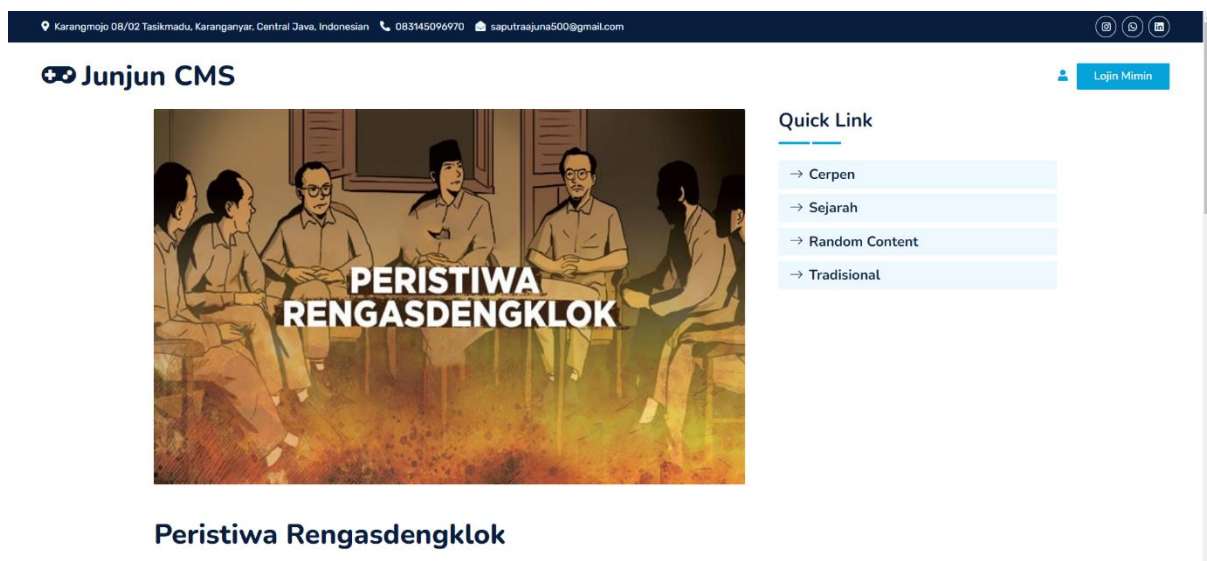 Karangmojo 08/02 Tasikmadu, Karanganyar, Central Java, Indonesian 083145096970 saputraajuna500@gmail.com
Junjun CMS
Lojin Mimin
PERISTIWA
RENGASDENGKLOK
Quick Link
→ Cerpen
→ Sejarah
→ Random Content
→ Tradisional
Peristiwa Rengasdengklok